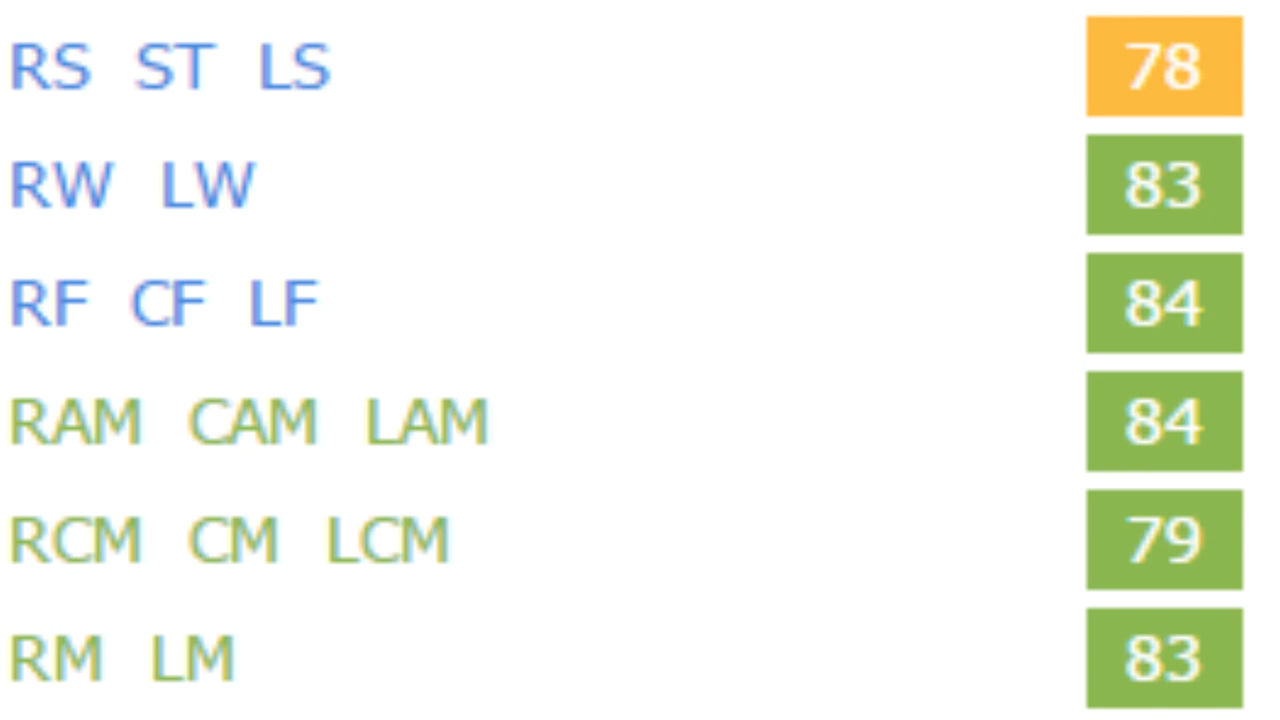 RS ST LS 78
RW LW 83
RF CF LF 84
RAM CAM LAM 84
RCM CM LCM 79
RM LM 83